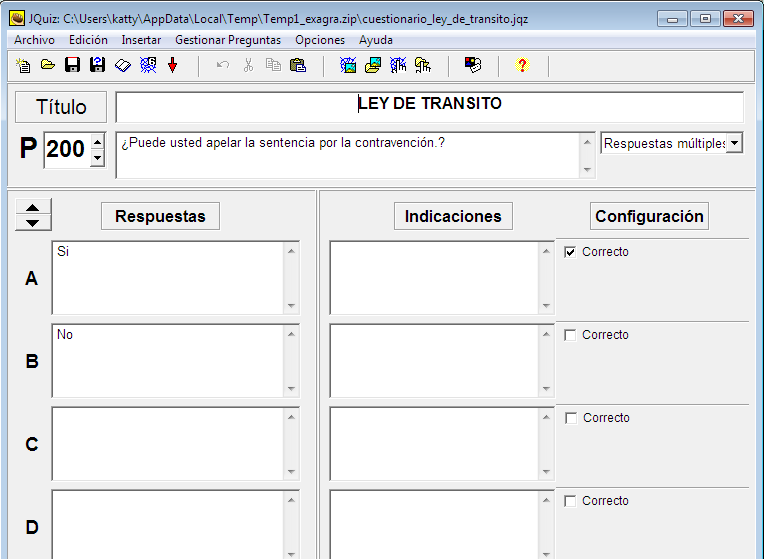 JQuiz: C:\Users\katty\AppData\Local\Temp\Temp1_exagra.zip\cuestionario_ley_de_transito.jqz
Archivo Edición Insertar Gestionar Preguntas Opciones Ayuda
Título LEY DE TRANSITO
P 200 ¿Puede usted apelar la sentencia por la contravención.? Respuestas múltiples
Respuestas Indicaciones Configuración
A Si Correcto
B No Correcto
C Correcto
D Correcto